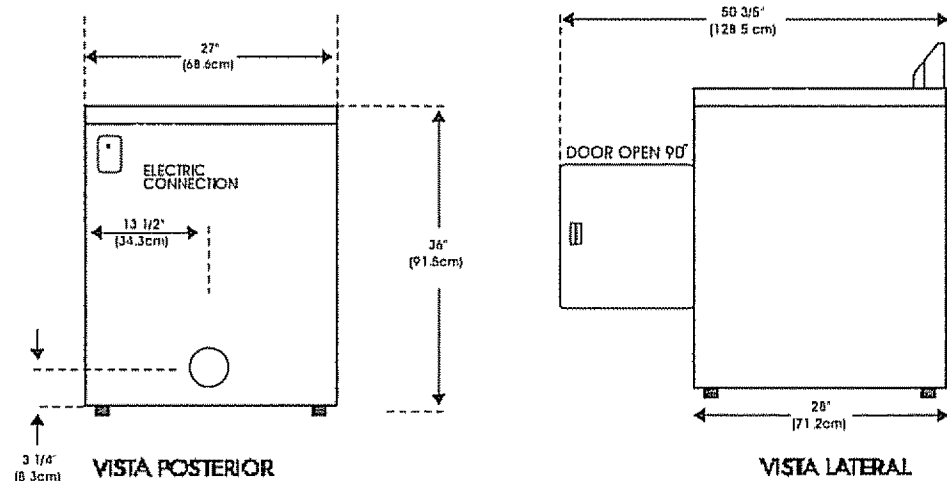 27"
(68.6cm)
ELECTRIC
CONNECTION
13 1/2"
(34.3cm)
36"
(91.5cm)
3 1/4"
(8.3cm)
VISTA POSTERIOR
50 3/5"
(128.5 cm)
DOOR OPEN 90°
28"
(71.2cm)
VISTA LATERAL